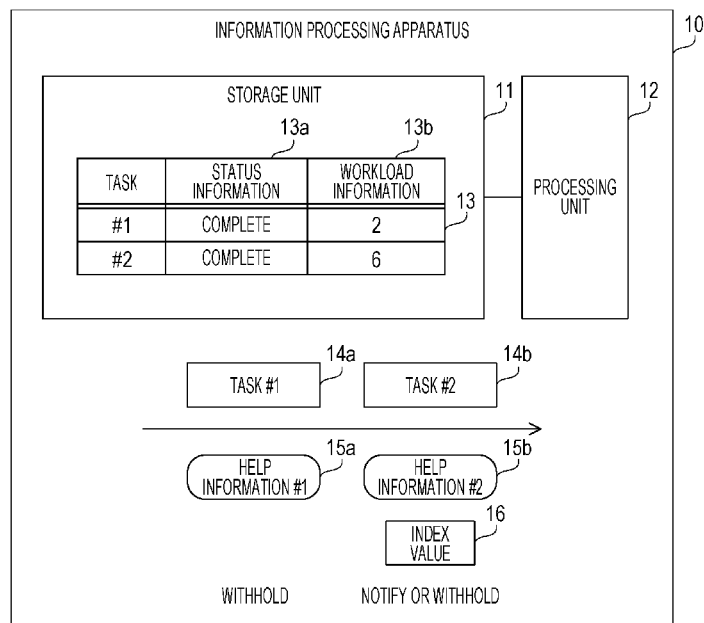 INFORMATION PROCESSING APPARATUS
10
STORAGE UNIT
11
12
13a
13b
TASK
STATUS
INFORMATION
WORKLOAD
INFORMATION
#1
COMPLETE
2
13
#2
COMPLETE
6
PROCESSING
UNIT
14a
14b
TASK #1
TASK #2
15a
15b
HELP
INFORMATION #1
HELP
INFORMATION #2
16
INDEX
VALUE
WITHHOLD
NOTIFY OR WITHHOLD